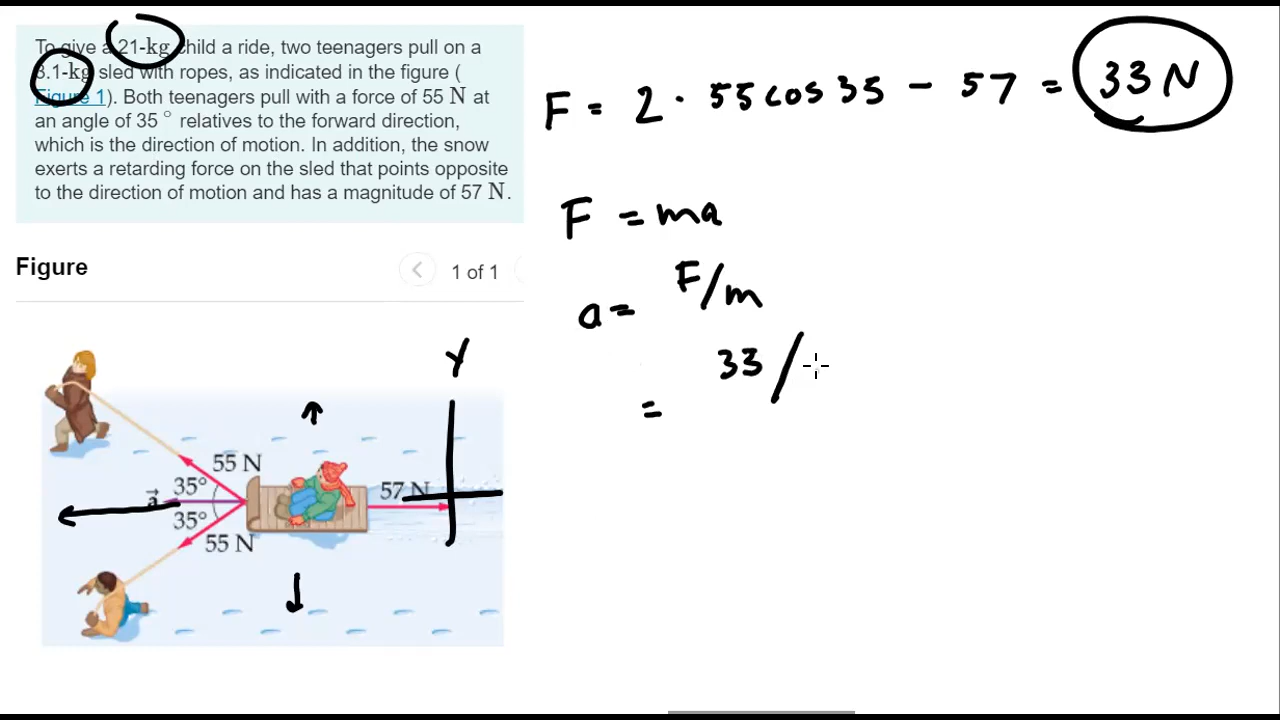 To give a 21-kg child a ride, two teenagers pull on a
3.1-kg sled with ropes, as indicated in the figure (
Figure 1). Both teenagers pull with a force of 55 N at
an angle of 35 ° relatives to the forward direction,
which is the direction of motion. In addition, the snow
exerts a retarding force on the sled that points opposite
to the direction of motion and has a magnitude of 57 N.
F = 2 · 55 cos 35 - 57 = 33 N
F = ma
a = F/m
= 33 /
Figure
1 of 1
Y
55 N
35°
a⃗
57 N
35°
55 N